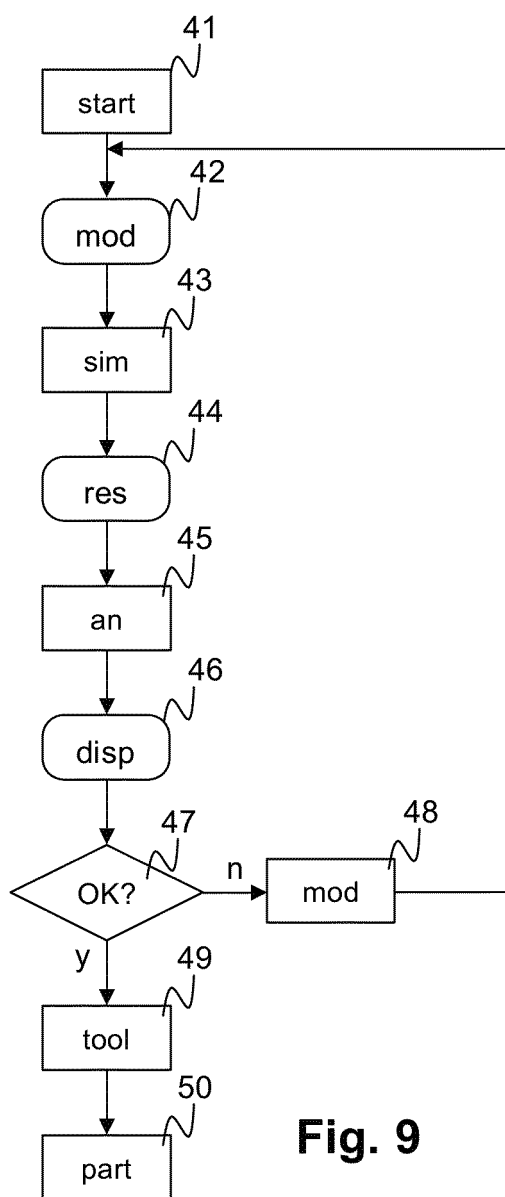 41
start
42
mod
43
sim
44
res
45
an
46
disp
47
OK?
n
48
mod
y
49
tool
50
part
Fig. 9